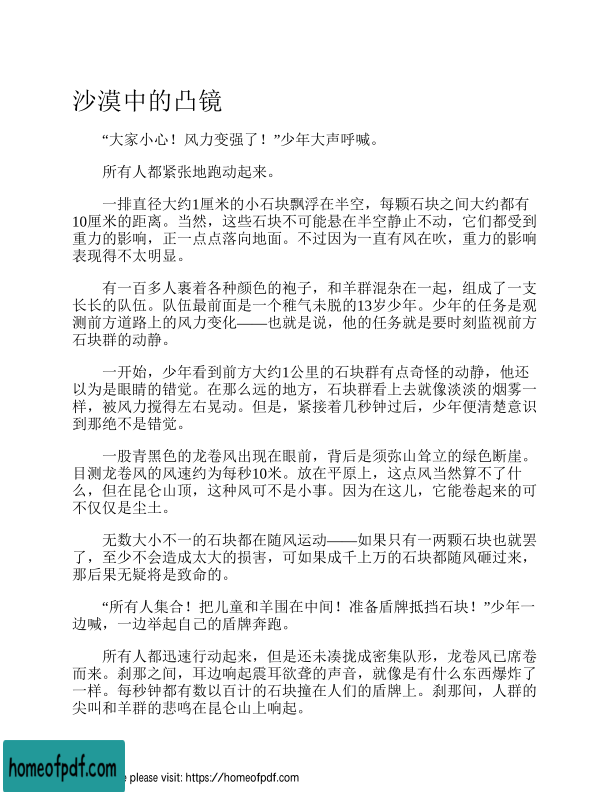 沙漠中的凸镜
“大家小心！风力变强了！”少年大声呼喊。
所有人都紧张地跑动起来。
一排直径大约1厘米的小石块飘浮在半空，每颗石块之间大约都有
10厘米的距离。当然，这些石块不可能悬在半空静止不动，它们都受到
重力的影响，正一点点落向地面。不过因为一直有风在吹，重力的影响
表现得不太明显。
有一百多人裹着各种颜色的袍子，和羊群混杂在一起，组成了一支
长长的队伍。队伍最前面是一个稚气未脱的13岁少年。少年的任务是观
测前方道路上的风力变化——也就是说，他的任务就是要时刻监视前方
石块群的动静。
一开始，少年看到前方大约1公里的石块群有点奇怪的动静，他还
以为是眼睛的错觉。在那么远的地方，石块群看上去就像淡淡的烟雾一
样，被风力搅得左右晃动。但是，紧接着几秒钟过后，少年便清楚意识
到那绝不是错觉。
一股青黑色的龙卷风出现在眼前，背后是须弥山耸立的绿色断崖。
目测龙卷风的风速约为每秒10米。放在平原上，这点风当然算不了什
么，但在昆仑山顶，这种风可不是小事。因为在这儿，它能卷起来的可
不仅仅是尘土。
无数大小不一的石块都在随风运动——如果只有一两颗石块也就罢
了，至少不会造成太大的损害，可如果成千上万的石块都随风砸过来，
那后果无疑将是致命的。
“所有人集合！把儿童和羊围在中间！准备盾牌抵挡石块！”少年一
边喊，一边举起自己的盾牌奔跑。
所有人都迅速行动起来，但是还未凑拢成密集队形，龙卷风已席卷
而来。刹那之间，耳边响起震耳欲聋的声音，就像是有什么东西爆炸了
一样。每秒钟都有数以百计的石块撞在人们的盾牌上。刹那间，人群的
尖叫和羊群的悲鸣在昆仑山上响起。
homeofpdf.com
e please visit: https://homeofpdf.com